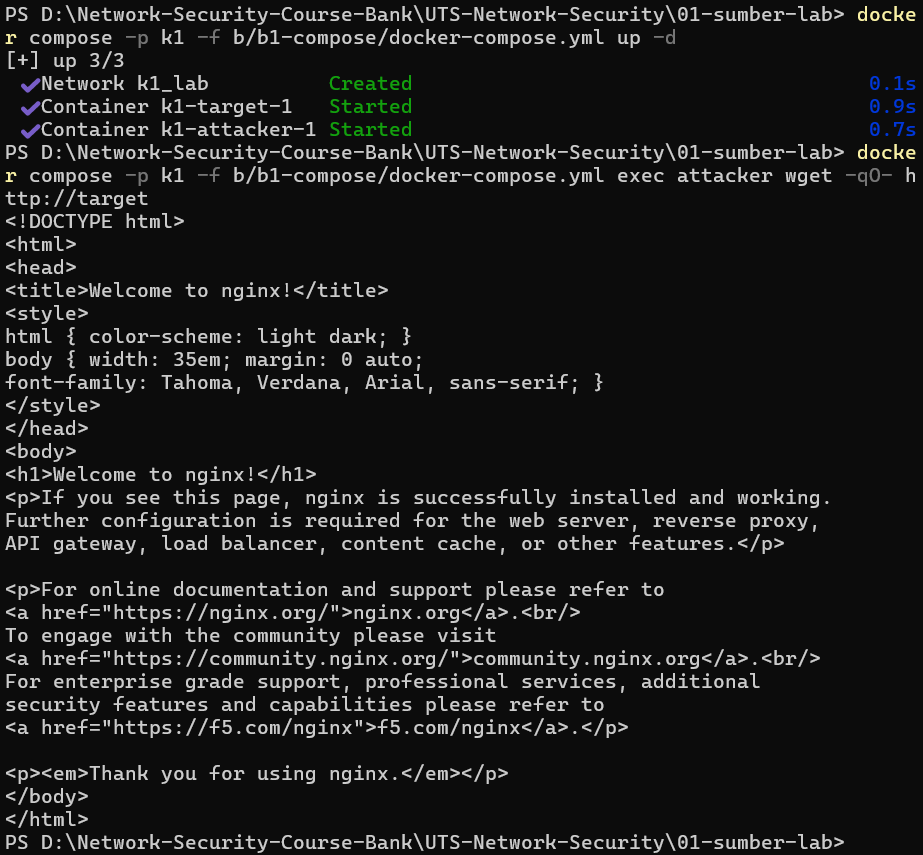 PS D:\Network-Security-Course-Bank\UTS-Network-Security\01-sumber-lab> docke
r compose -p k1 -f b/b1-compose/docker-compose.yml up -d
[+] up 3/3
✔Network k1_lab Created 0.1s
✔Container k1-target-1 Started 0.9s
✔Container k1-attacker-1 Started 0.7s
PS D:\Network-Security-Course-Bank\UTS-Network-Security\01-sumber-lab> docke
r compose -p k1 -f b/b1-compose/docker-compose.yml exec attacker wget -qO- h
ttp://target
<!DOCTYPE html>
<html>
<head>
<title>Welcome to nginx!</title>
<style>
html { color-scheme: light dark; }
body { width: 35em; margin: 0 auto;
font-family: Tahoma, Verdana, Arial, sans-serif; }
</style>
</head>
<body>
<h1>Welcome to nginx!</h1>
<p>If you see this page, nginx is successfully installed and working.
Further configuration is required for the web server, reverse proxy,
API gateway, load balancer, content cache, or other features.</p>

<p>For online documentation and support please refer to
<a href="https://nginx.org/">nginx.org</a>.<br/>
To engage with the community please visit
<a href="https://community.nginx.org/">community.nginx.org</a>.<br/>
For enterprise grade support, professional services, additional
security features and capabilities please refer to
<a href="https://f5.com/nginx">f5.com/nginx</a>.</p>

<p><em>Thank you for using nginx.</em></p>
</body>
</html>
PS D:\Network-Security-Course-Bank\UTS-Network-Security\01-sumber-lab>